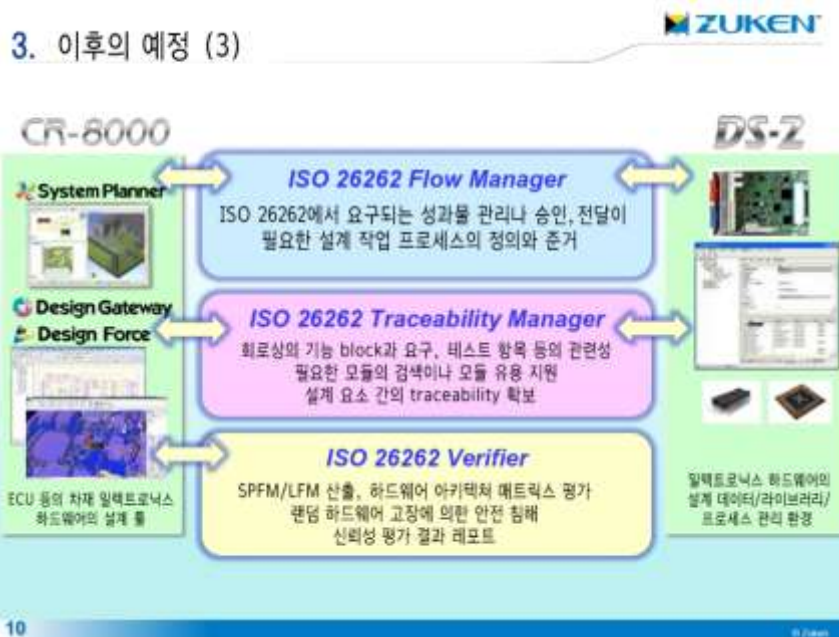 ZUKEN
3. 이후의 예정 (3)
CR-8000
System Planner
Design Gateway
Design Force
ECU 등의 차재 일렉트로닉스
하드웨어의 설계 툴
ISO 26262 Flow Manager
ISO 26262에서 요구되는 성과물 관리나 승인, 전달이
필요한 설계 작업 프로세스의 정의와 준거
ISO 26262 Traceability Manager
회로상의 기능 block과 요구, 테스트 항목 등의 관련성
필요한 모듈의 검색이나 모듈 유용 지원
설계 요소 간의 traceability 확보
ISO 26262 Verifier
SPFM/LFM 산출, 하드웨어 아키텍쳐 매트릭스 평가
랜덤 하드웨어 고장에 의한 안전 침해
신뢰성 평가 결과 레포트
DS-2
일렉트로닉스 하드웨어의
설계 데이터/라이브러리/
프로세스 관리 환경
10
© Zuken